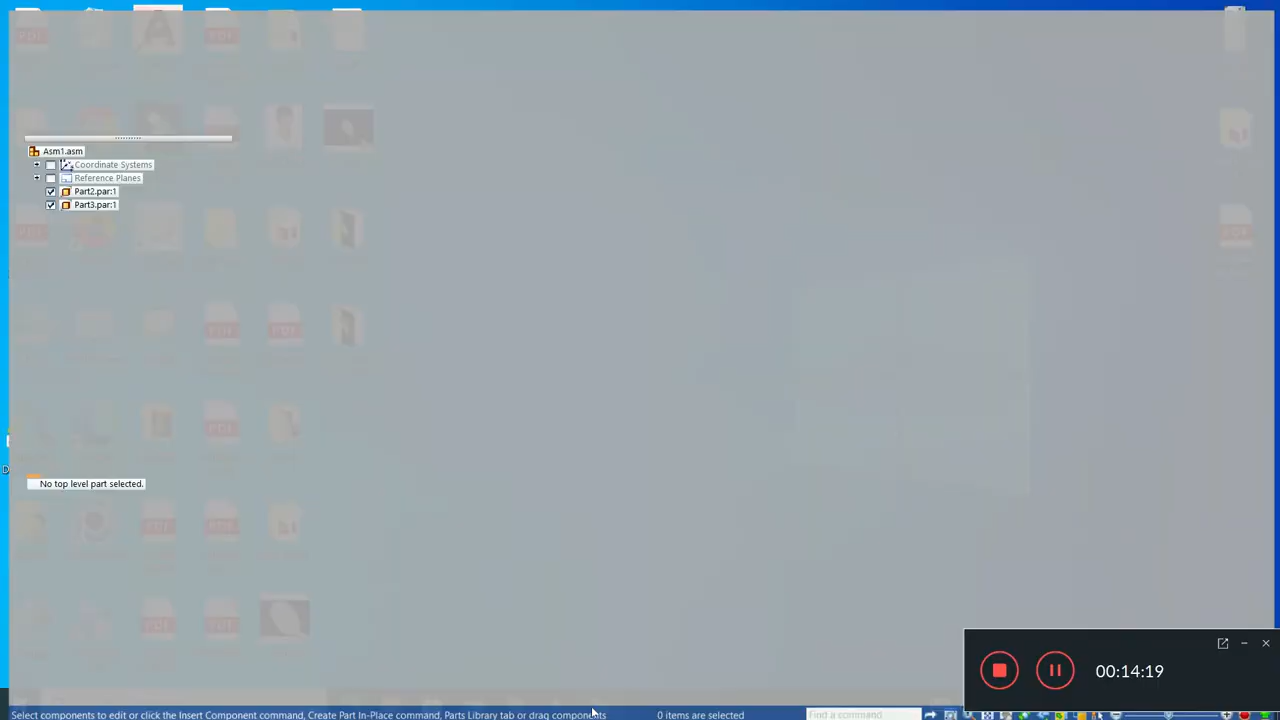 Asm1.asm
Coordinate Systems
Reference Planes
Part2.par:1
Part3.par:1
No top level part selected.
00:14:19
Select components to edit or click the Insert Component command, Create Part In-Place command, Parts Library tab or drag components
0 items are selected
Find a command